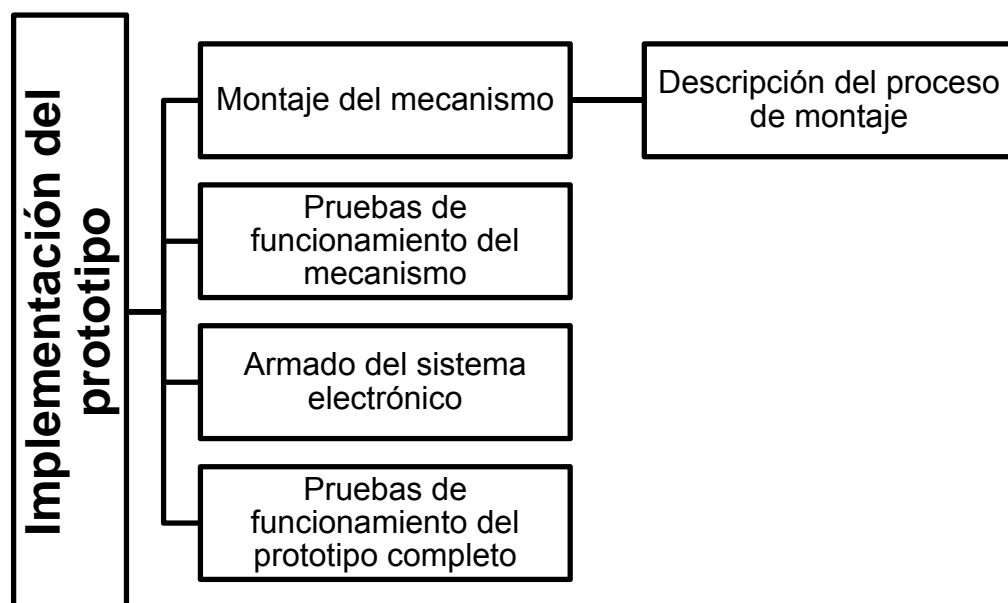 Implementación del
prototipo
Montaje del mecanismo
Descripción del proceso
de montaje
Pruebas de
funcionamiento del
mecanismo
Armado del sistema
electrónico
Pruebas de
funcionamiento del
prototipo completo